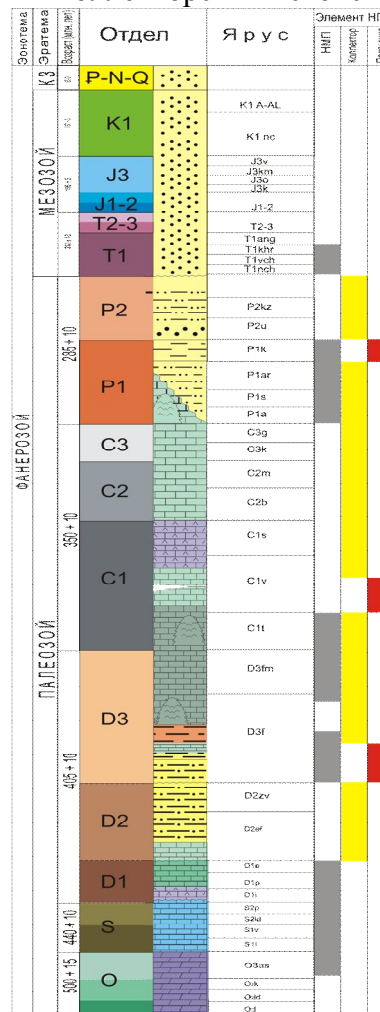 Эонотема
Эратема
Возраст (млн. лет)
Отдел
Ярус
Элемент НГ
НМП
Коллектор
КЗ
P-N-Q
МЕЗОЗОЙ
K1
K1 A-AL
K1 nc
J3
J3v
J3km
J3o
J3k
J1-2
J1-2
T2-3
T2-3
T1
T1ang
T1khr
T1vch
T1nch
ФАНЕРОЗОЙ
ПАЛЕОЗОЙ
P2
P2kz
P2u
285 + 10
P1
P1k
P1ar
P1s
P1a
C3
C3g
C3k
C2
C2m
C2b
350 + 10
C1
C1s
C1v
C1t
D3
D3fm
D3f
405 + 10
D2
D2zv
D2ef
D1
D1e
D1p
D1l
440 + 10
S
S2p
S2ld
S1v
S1l
500 + 15
O
O3as